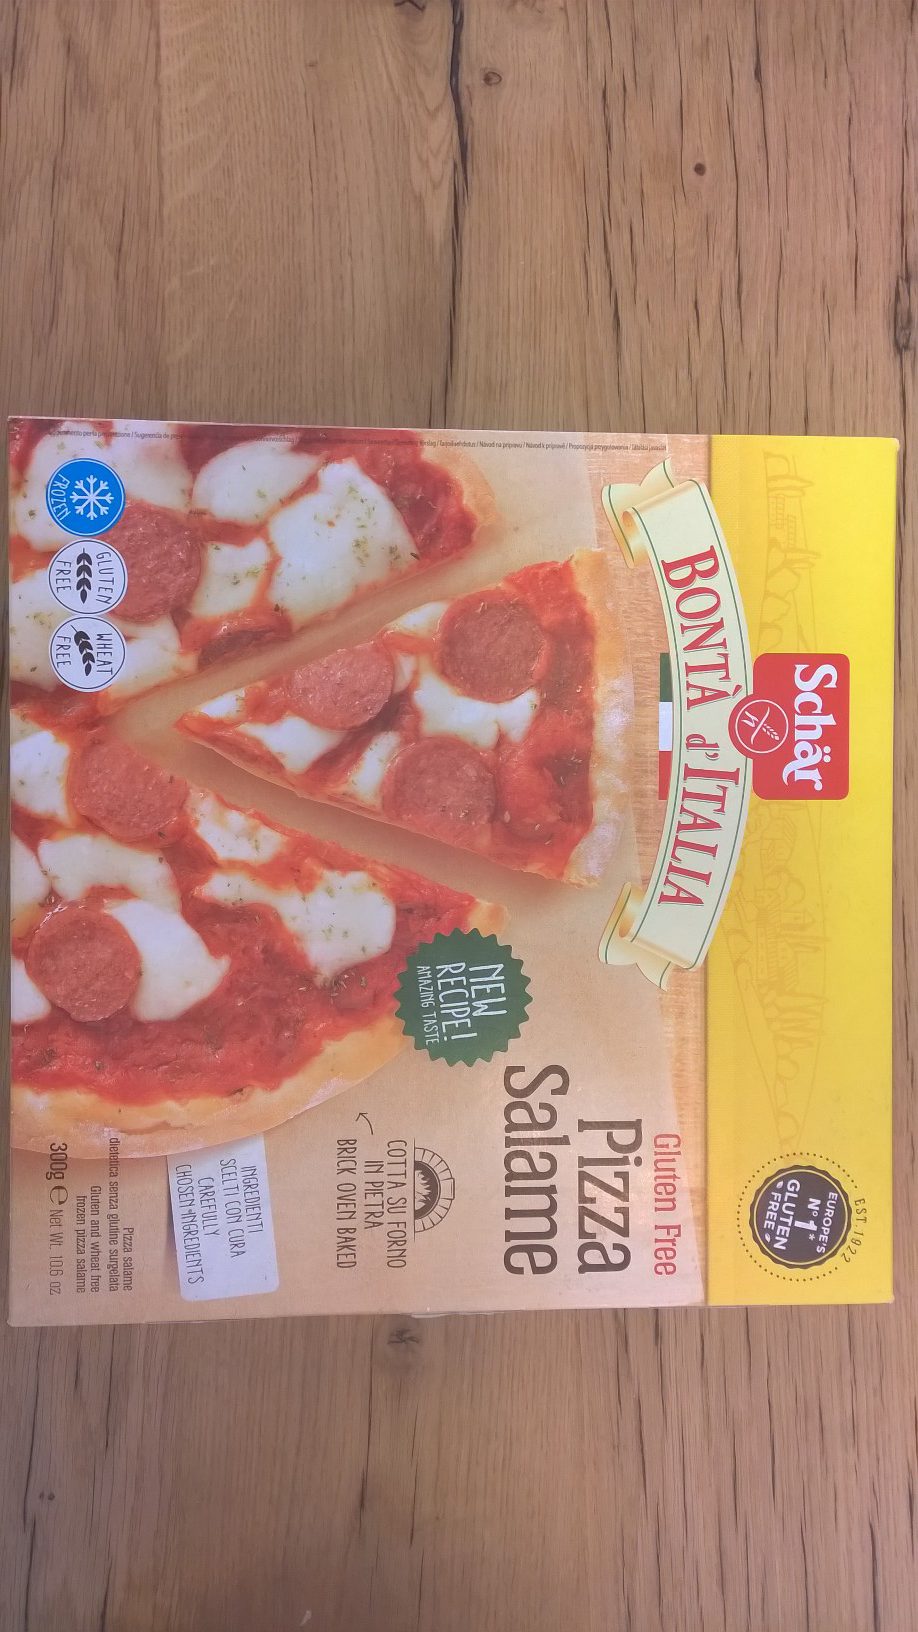 Schär
BONTÀ d'ITALIA
EST. 1922
EUROPE'S
N°1*
GLUTEN
FREE
Gluten Free
Pizza
Salame
NEW
RECIPE!
AMAZING TASTE
COTTA SU FORNO
IN PIETRA
BRICK OVEN BAKED
INGREDIENTI
SCELTI CON CURA
CAREFULLY
CHOSEN INGREDIENTS
FROZEN
GLUTEN
FREE
WHEAT
FREE
Pizza salame
dietetica senza glutine surgelata
Gluten and wheat free
frozen pizza salame
300g e Net Wt. 10.6 oz